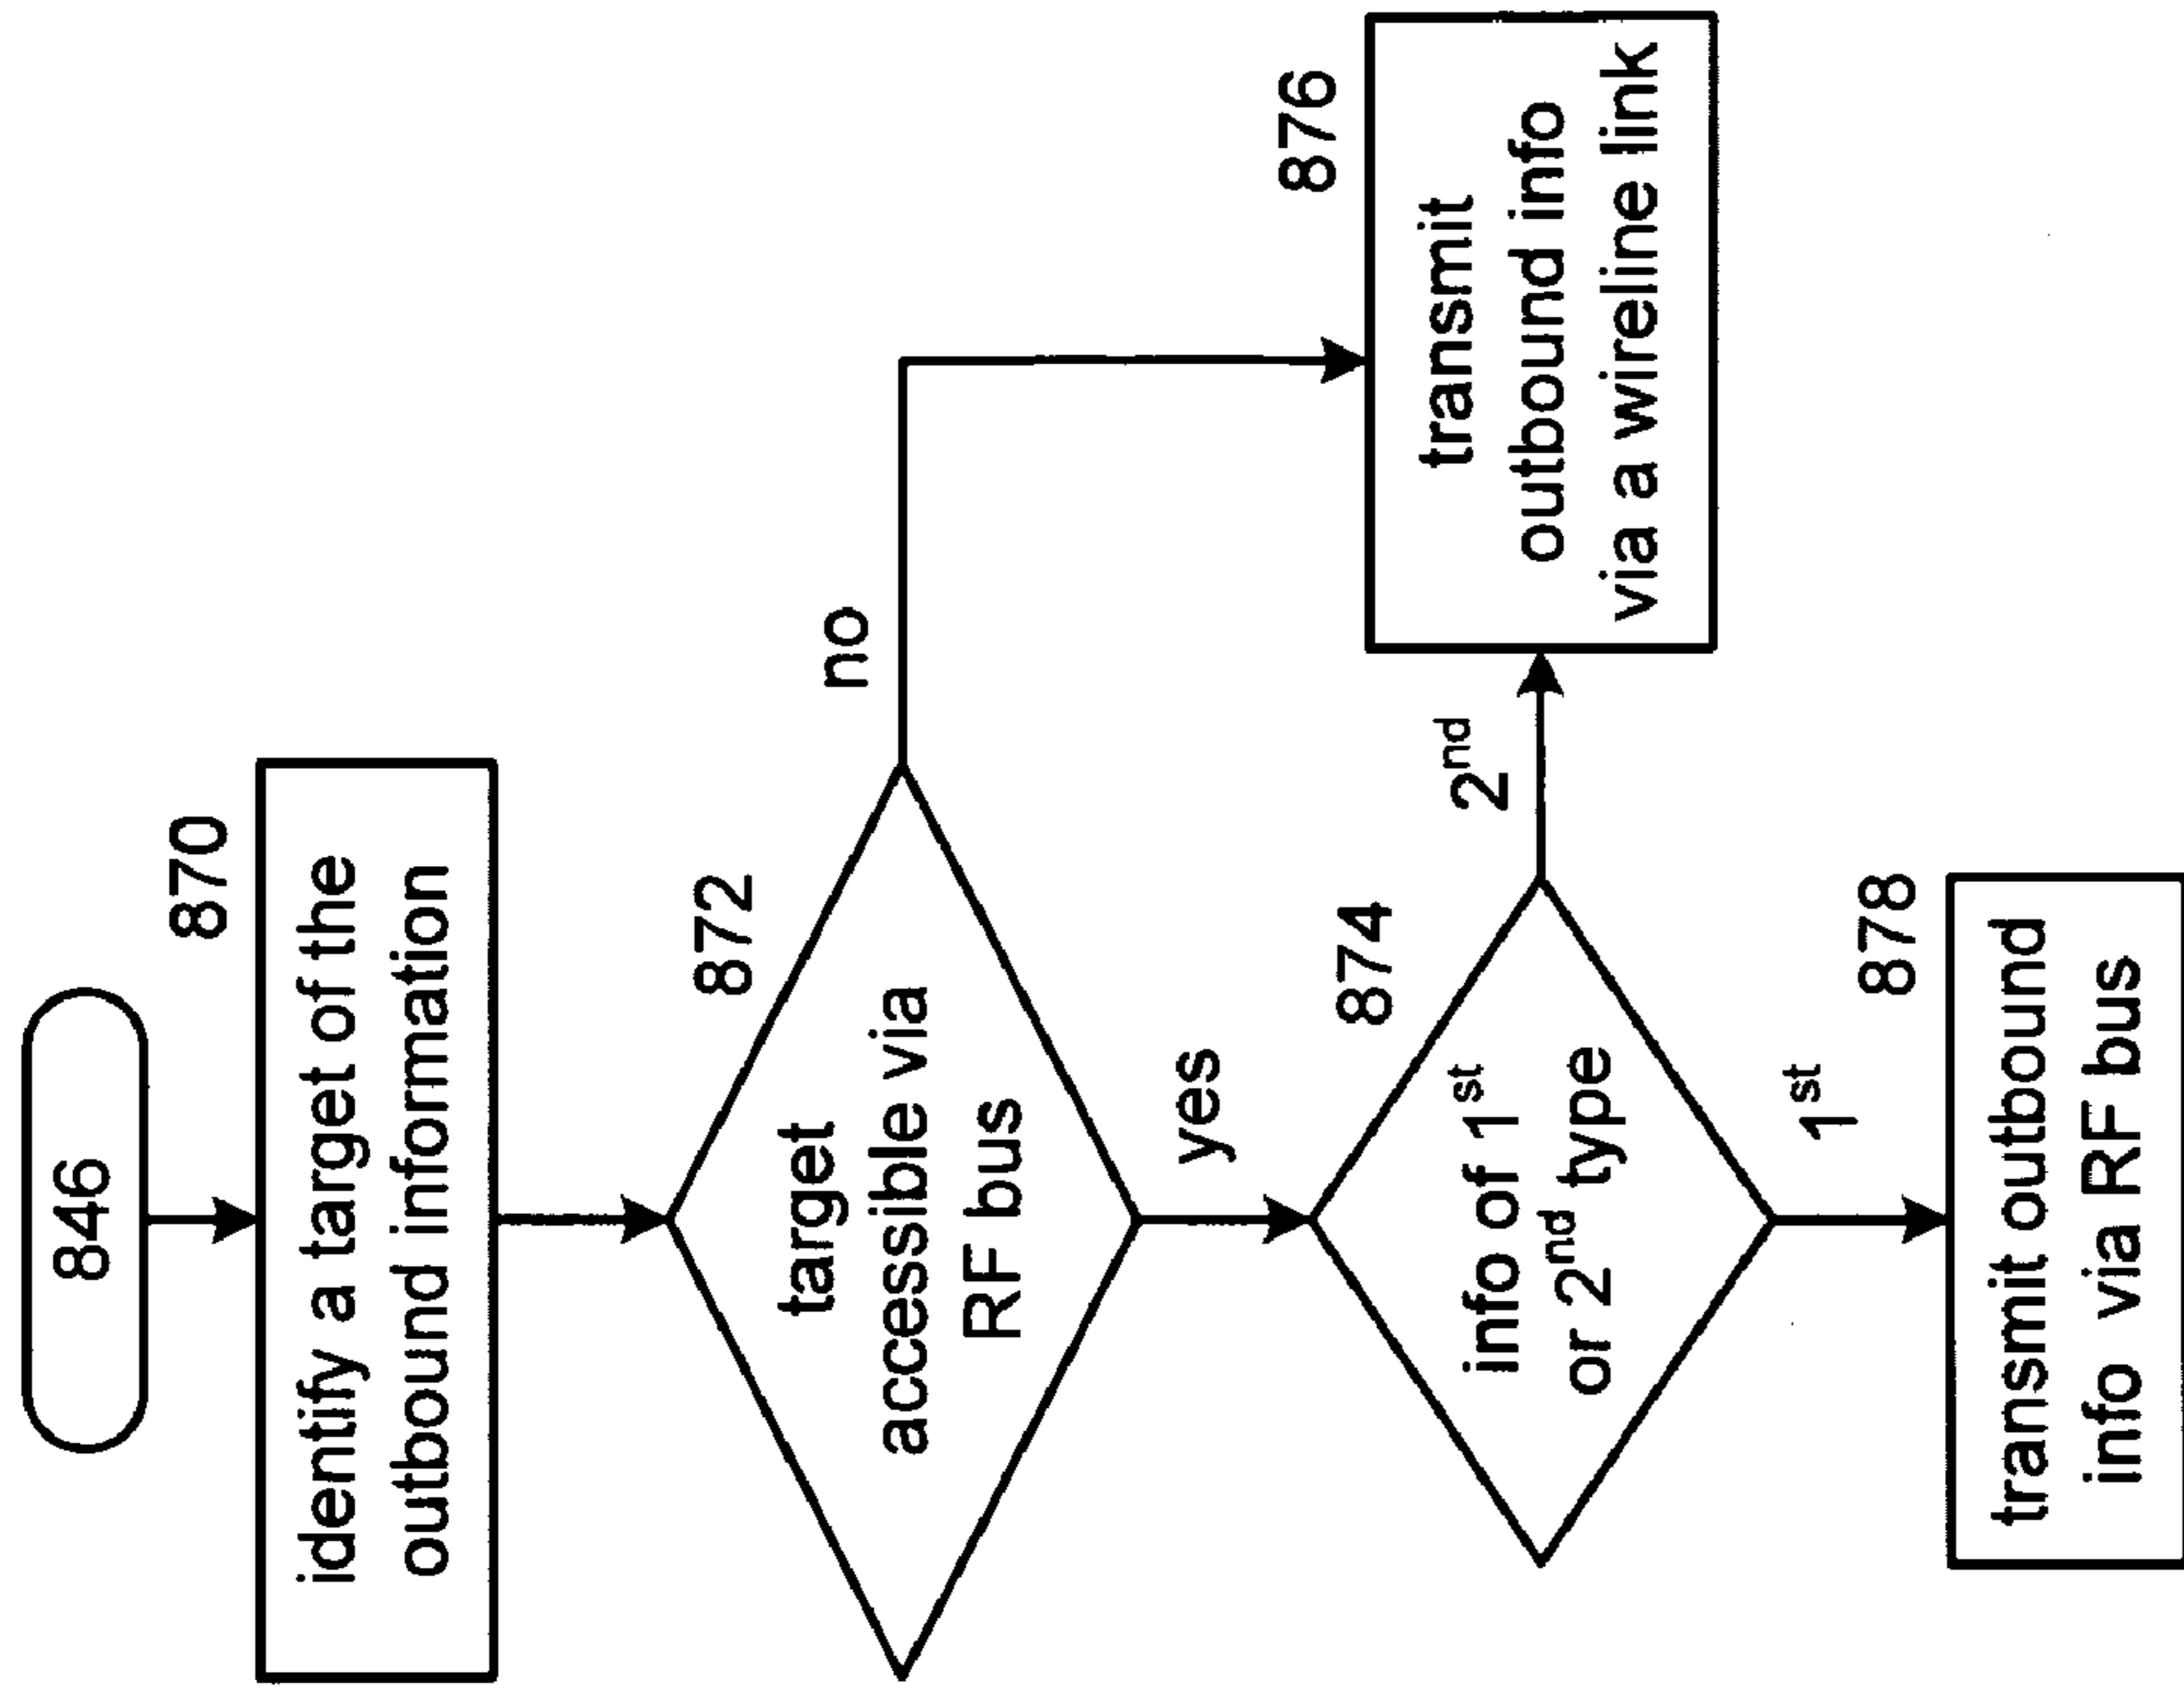 846
870
identify a target of the
outbound information
872
target
accessible via
RF bus
no
yes
874
info of 1st
or 2nd type
2nd
876
transmit
outbound info
via a wireline link
1st
878
transmit outbound
info via RF bus